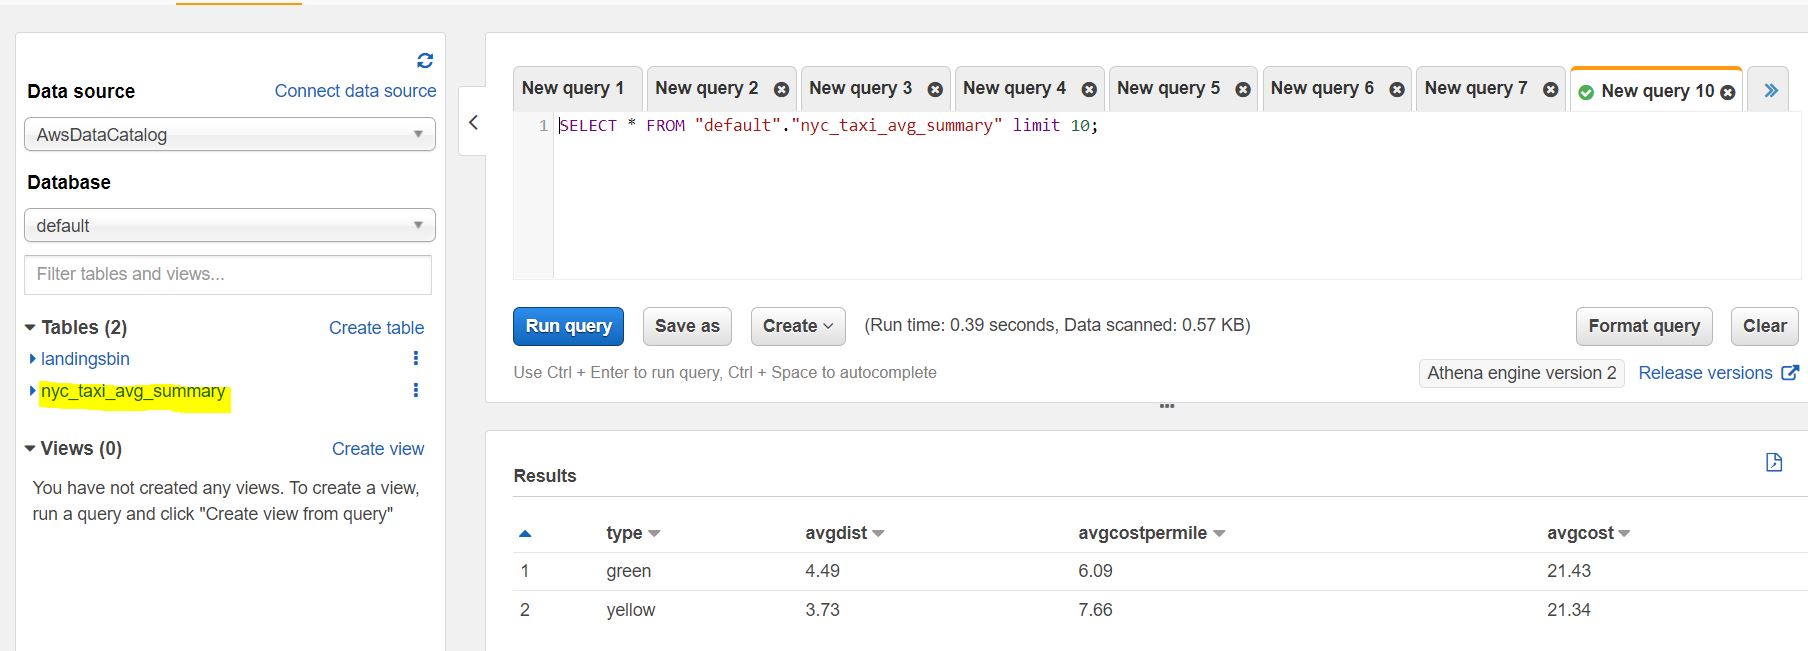 Data source
Connect data source
AwsDataCatalog
Database
default
Filter tables and views...
Tables (2)
Create table
landingsbin
nyc_taxi_avg_summary
Views (0)
Create view
You have not created any views. To create a view,
run a query and click "Create view from query"
New query 1 New query 2 New query 3 New query 4 New query 5 New query 6 New query 7 New query 10
1 SELECT * FROM "default"."nyc_taxi_avg_summary" limit 10;
Run query Save as Create (Run time: 0.39 seconds, Data scanned: 0.57 KB) Format query Clear
Use Ctrl + Enter to run query, Ctrl + Space to autocomplete Athena engine version 2 Release versions
Results
type avgdist avgcostpermile avgcost
1 green 4.49 6.09 21.43
2 yellow 3.73 7.66 21.34